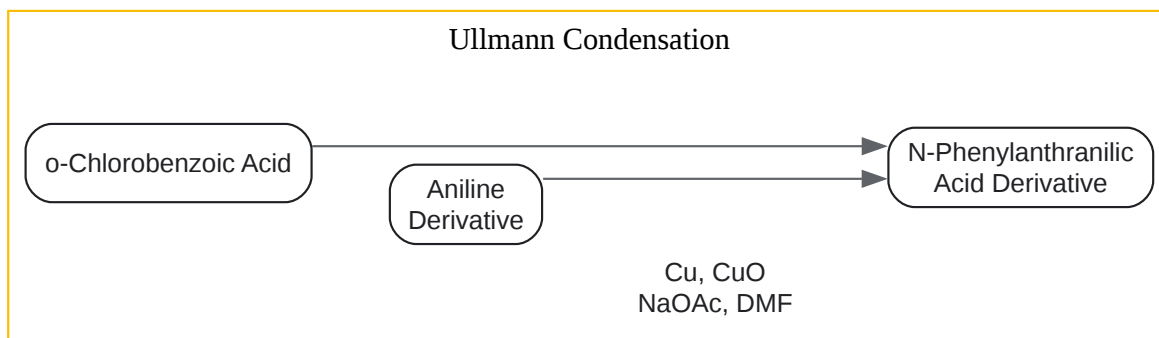 Ullmann Condensation
o-Chlorobenzoic Acid
Aniline
Derivative
N-Phenylanthranilic
Acid Derivative
Cu, CuO
NaOAc, DMF